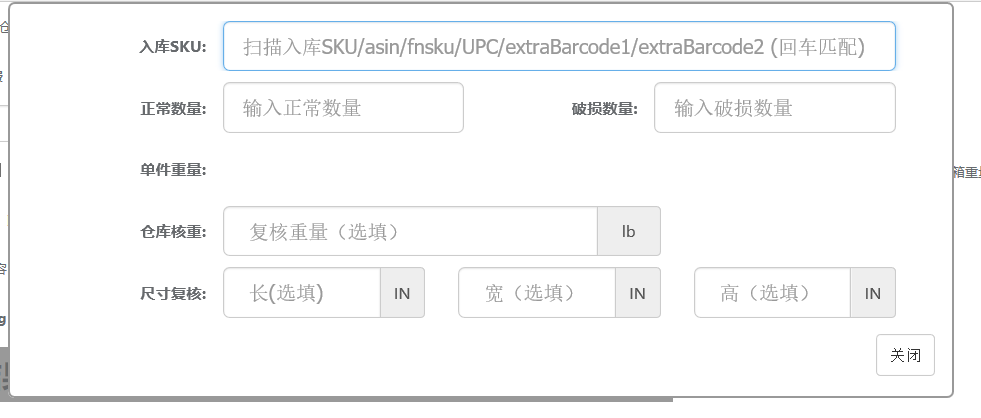 入库SKU: 扫描入库SKU/asin/fnsku/UPC/extraBarcode1/extraBarcode2 (回车匹配)
正常数量: 输入正常数量 破损数量: 输入破损数量
单件重量:
箱重量
仓库核重: 复核重量（选填） lb
尺寸复核: 长(选填) IN 宽（选填） IN 高（选填） IN
关闭